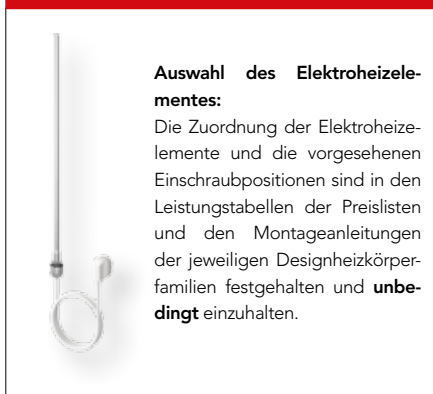 Auswahl des Elektroheizele-
mentes:
Die Zuordnung der Elektroheize-
lemente und die vorgesehenen
Einschraubpositionen sind in den
Leistungstabellen der Preislisten
und den Montageanleitungen
der jeweiligen Designheizkörper-
familien festgehalten und unbe-
dingt einzuhalten.